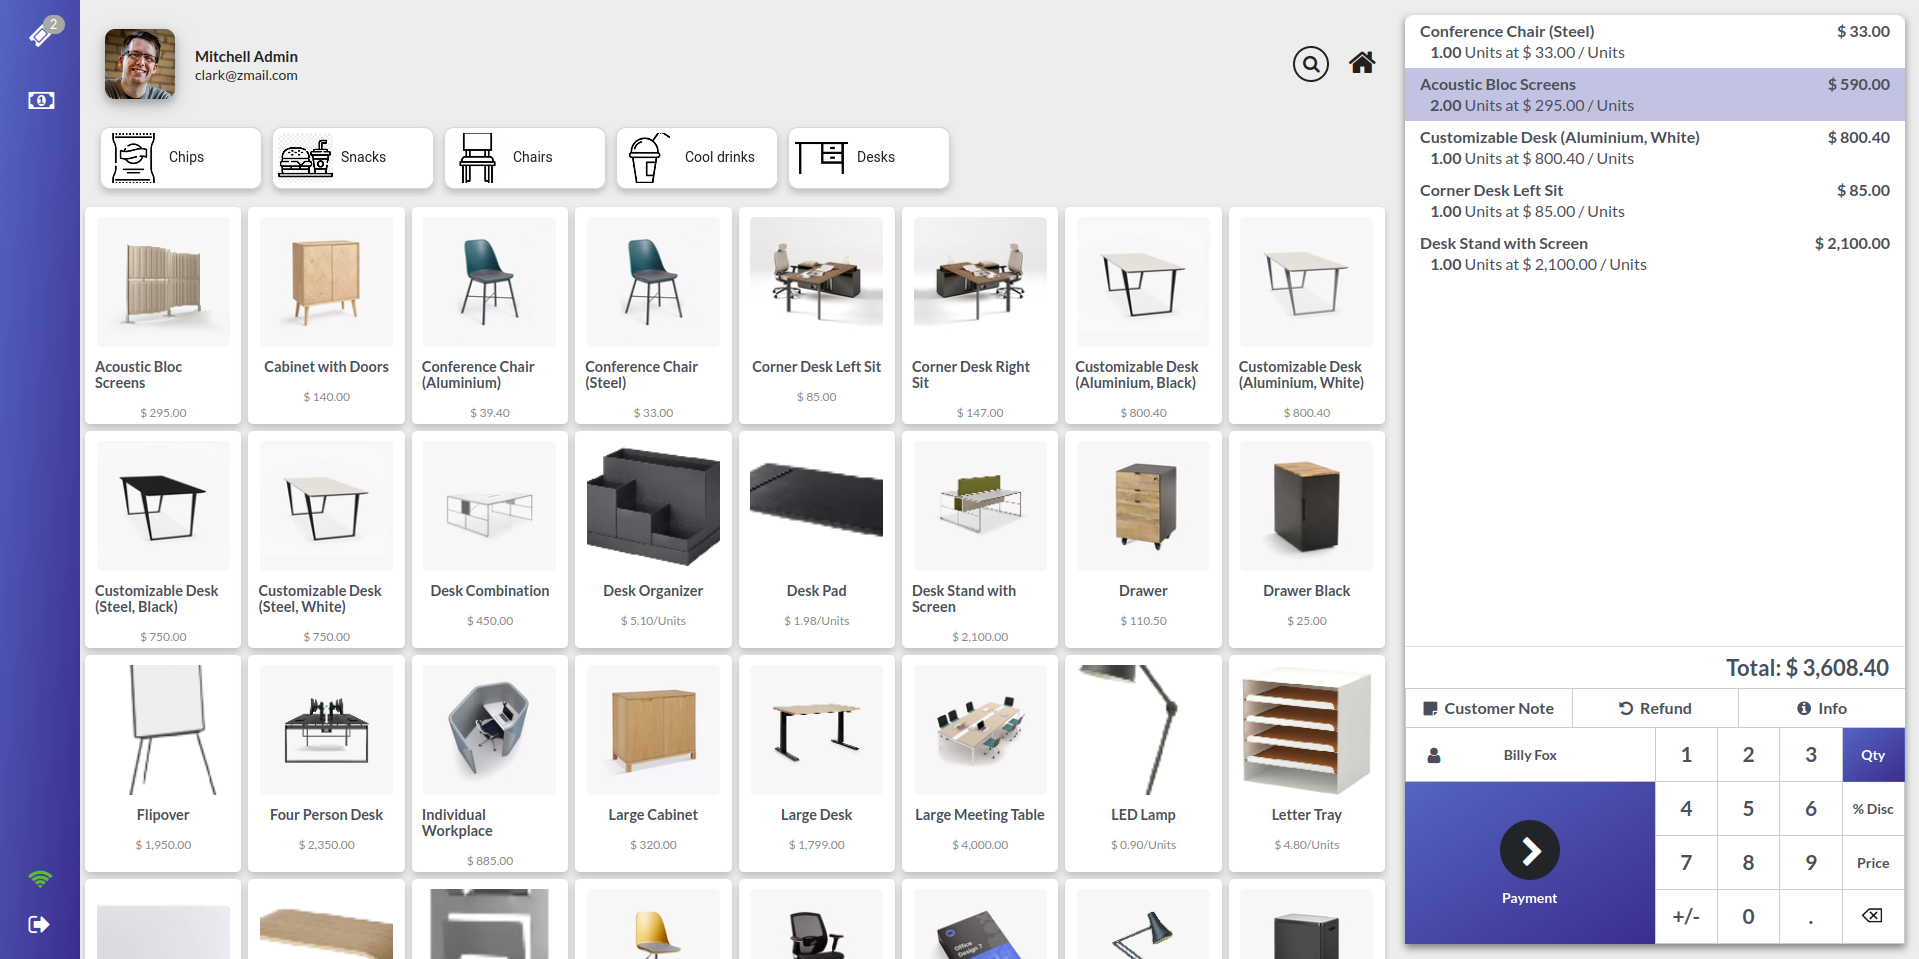 2
Mitchell Admin
clark@zmail.com
Chips
Snacks
Chairs
Cool drinks
Desks
Acoustic Bloc
Screens
$ 295.00
Cabinet with Doors
$ 140.00
Conference Chair
(Aluminium)
$ 39.40
Conference Chair
(Steel)
$ 33.00
Corner Desk Left Sit
$ 85.00
Corner Desk Right
Sit
$ 147.00
Customizable Desk
(Aluminium, Black)
$ 800.40
Customizable Desk
(Aluminium, White)
$ 800.40
Customizable Desk
(Steel, Black)
$ 750.00
Customizable Desk
(Steel, White)
$ 750.00
Desk Combination
$ 450.00
Desk Organizer
$ 5.10/Units
Desk Pad
$ 1.98/Units
Desk Stand with
Screen
$ 2,100.00
Drawer
$ 110.50
Drawer Black
$ 25.00
Flipover
$ 1,950.00
Four Person Desk
$ 2,350.00
Individual
Workplace
$ 885.00
Large Cabinet
$ 320.00
Large Desk
$ 1,799.00
Large Meeting Table
$ 4,000.00
LED Lamp
$ 0.90/Units
Letter Tray
$ 4.80/Units
Office
Design 7
Conference Chair (Steel) $ 33.00
1.00 Units at $ 33.00 / Units
Acoustic Bloc Screens $ 590.00
2.00 Units at $ 295.00 / Units
Customizable Desk (Aluminium, White) $ 800.40
1.00 Units at $ 800.40 / Units
Corner Desk Left Sit $ 85.00
1.00 Units at $ 85.00 / Units
Desk Stand with Screen $ 2,100.00
1.00 Units at $ 2,100.00 / Units
Total: $ 3,608.40
Customer Note Refund Info
Billy Fox
Payment
1 2 3 Qty
4 5 6 % Disc
7 8 9 Price
+/- 0 .